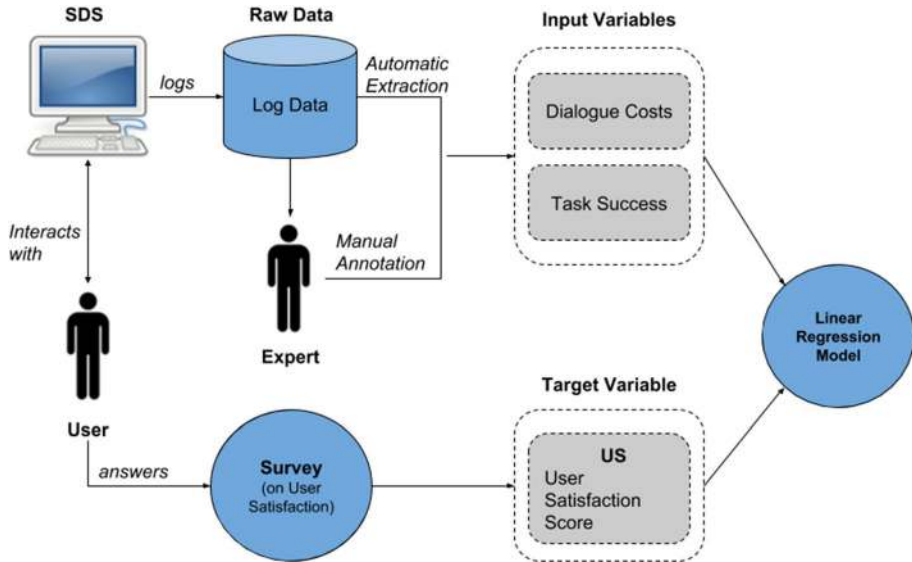 SDS
Raw Data
Input Variables
logs
Log Data
Automatic
Extraction
Dialogue Costs
Task Success
Interacts
with
Manual
Annotation
Expert
User
Linear
Regression
Model
Target Variable
answers
Survey
(on User
Satisfaction)
US
User
Satisfaction
Score